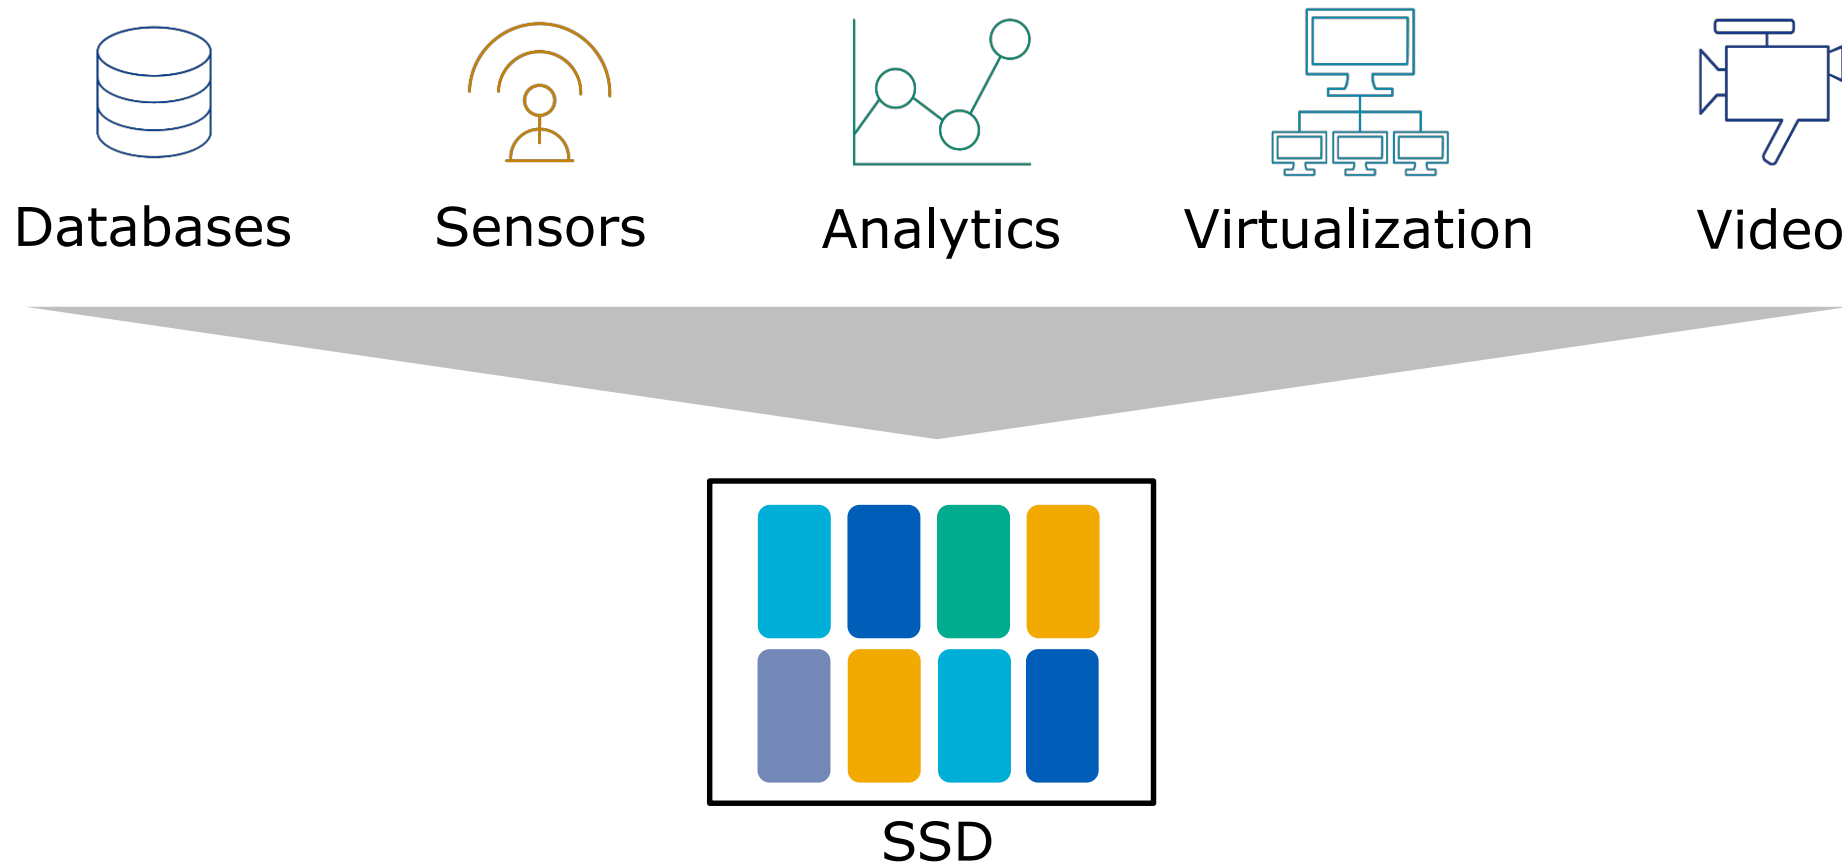 Databases
Sensors
Analytics
Virtualization
Video
SSD